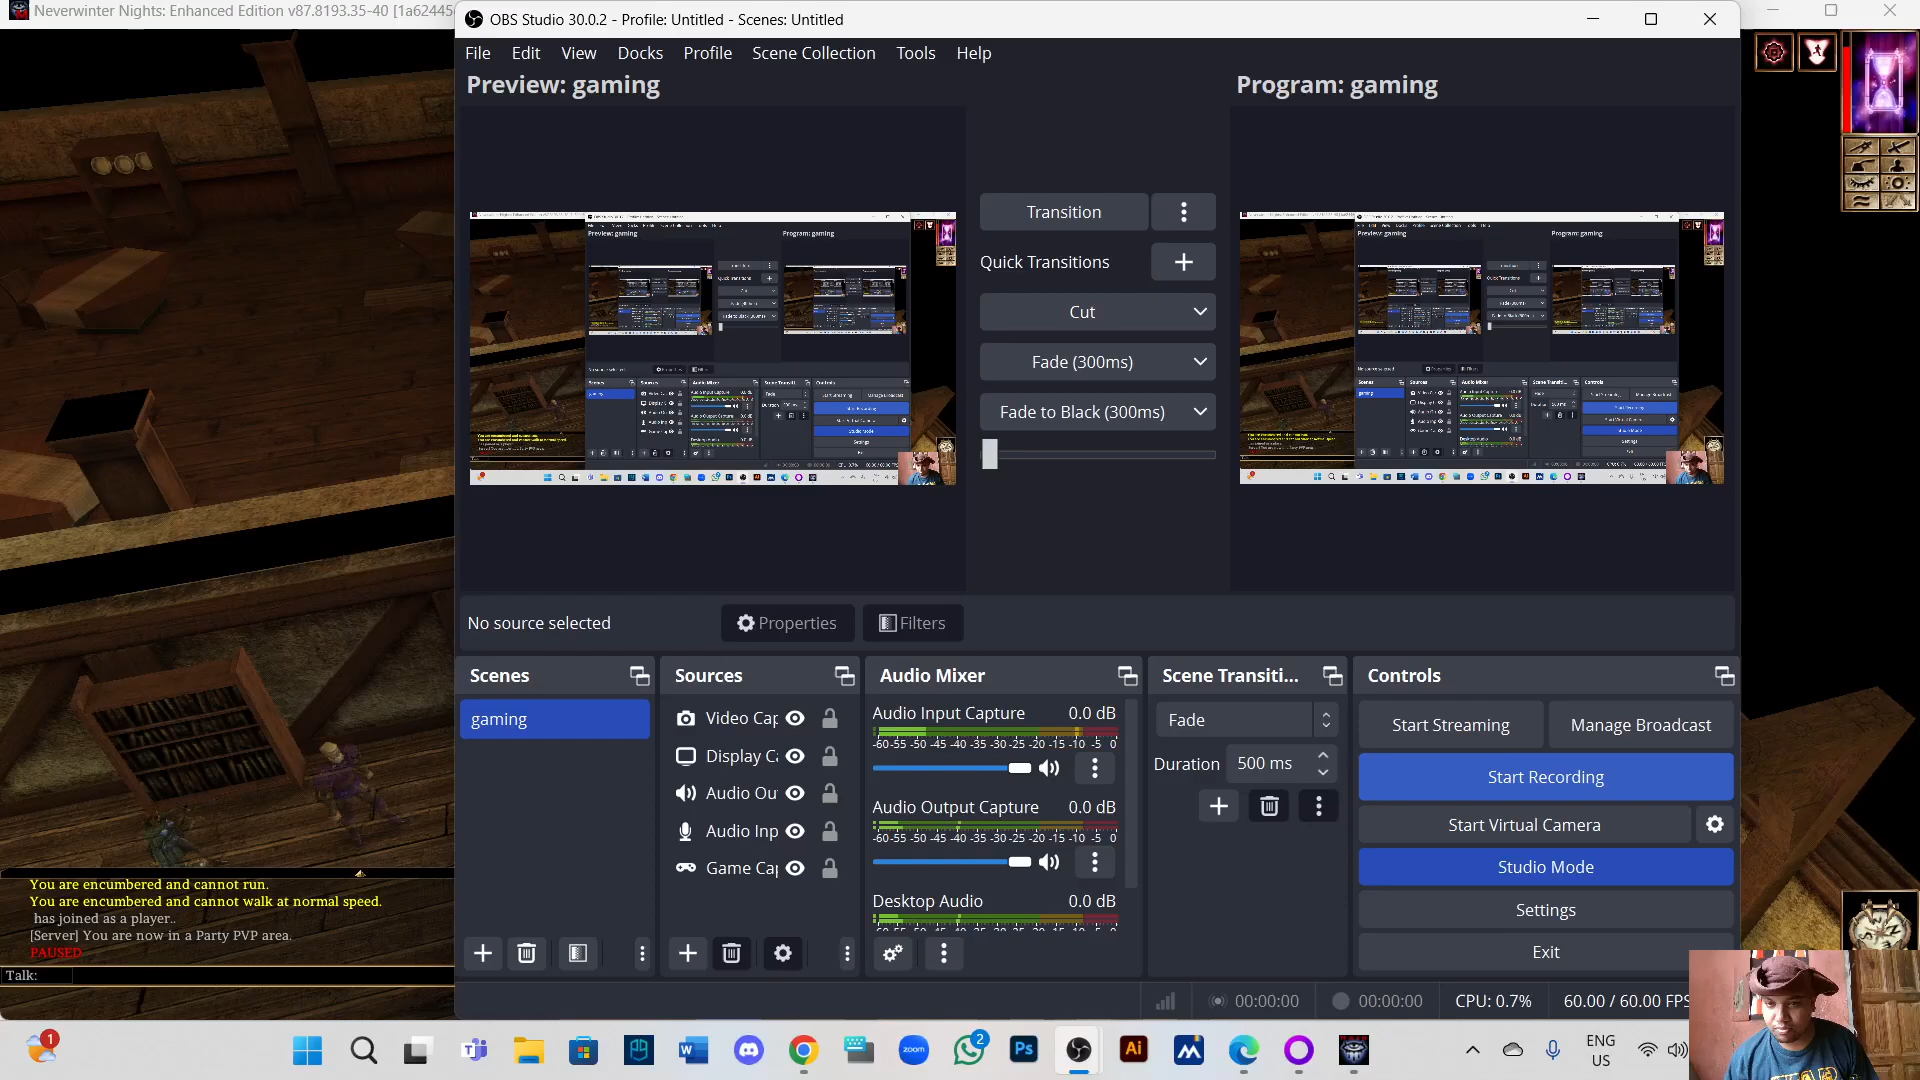 Neverwinter Nights: Enhanced Edition v87.8193.35-40 [1a62445
OBS Studio 30.0.2 - Profile: Untitled - Scenes: Untitled
File Edit View Docks Profile Scene Collection Tools Help
Preview: gaming
Program: gaming
Transition
Quick Transitions
Cut
Fade (300ms)
Fade to Black (300ms)
No source selected
Properties
Filters
Scenes
gaming
Sources
Video Cap
Display Ca
Audio Out
Audio Inp
Game Cap
Audio Mixer
Audio Input Capture 0.0 dB
-60 -55 -50 -45 -40 -35 -30 -25 -20 -15 -10 -5 0
Audio Output Capture 0.0 dB
-60 -55 -50 -45 -40 -35 -30 -25 -20 -15 -10 -5 0
Desktop Audio 0.0 dB
Scene Transiti...
Fade
Duration 500 ms
Controls
Start Streaming
Manage Broadcast
Start Recording
Start Virtual Camera
Studio Mode
Settings
Exit
00:00:00
00:00:00
CPU: 0.7%
60.00 / 60.00 FPS
You are encumbered and cannot run.
You are encumbered and cannot walk at normal speed.
has joined as a player..
[Server] You are now in a Party PVP area.
PAUSED
Talk:
1
W
zoom
2
Ps
Ai
ENG
US